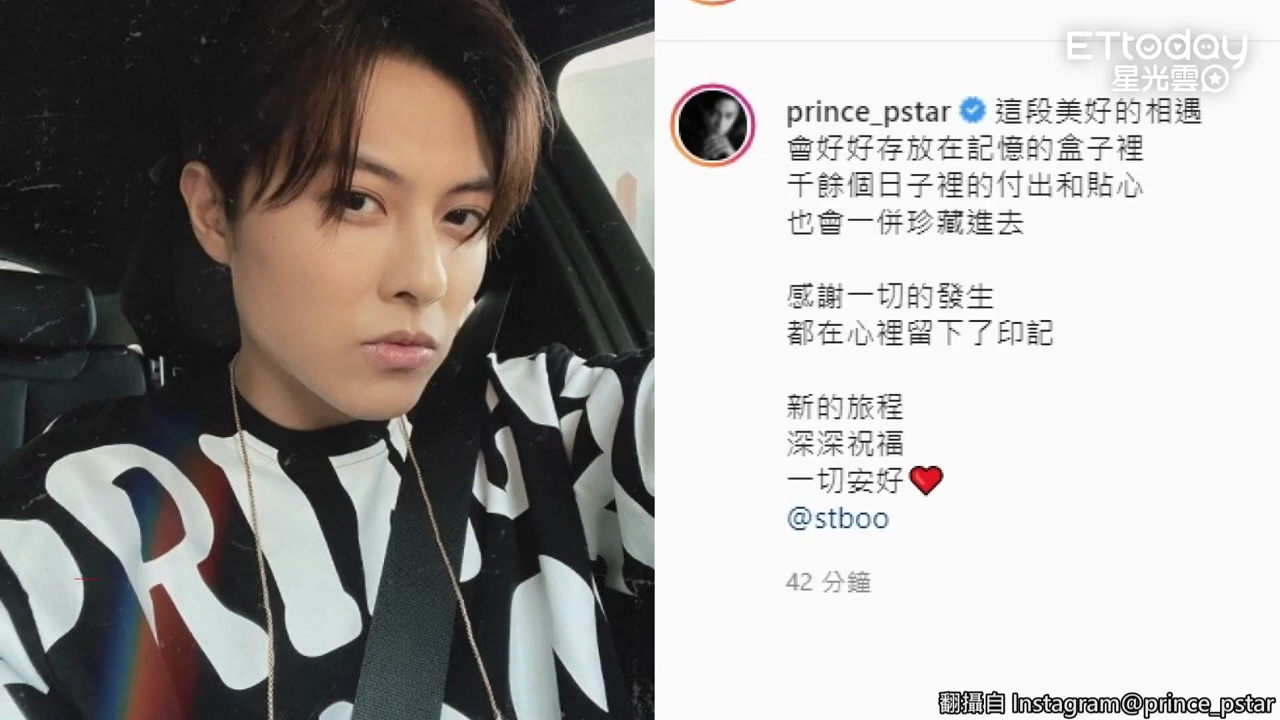 ETtoday
星光雲
prince_pstar 這段美好的相遇
會好好存放在記憶的盒子裡
千餘個日子裡的付出和貼心
也會一併珍藏進去
感謝一切的發生
都在心裡留下了印記
新的旅程
深深祝福
一切安好❤
@stboo
42 分鐘
翻攝自 Instagram@prince_pstar